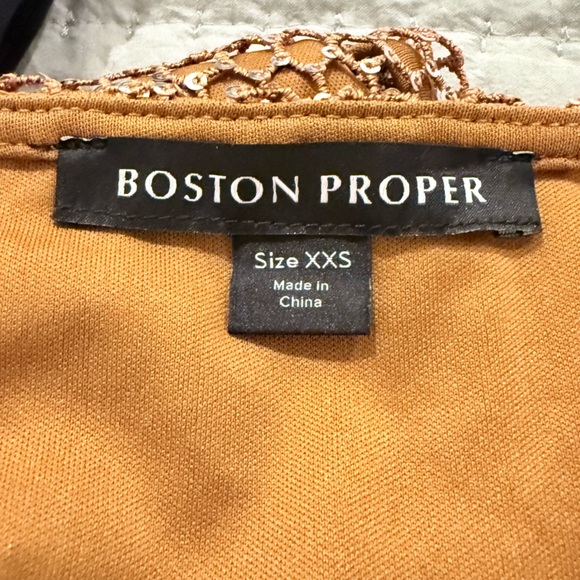 BOSTON PROPER
Size XXS
Made in
China